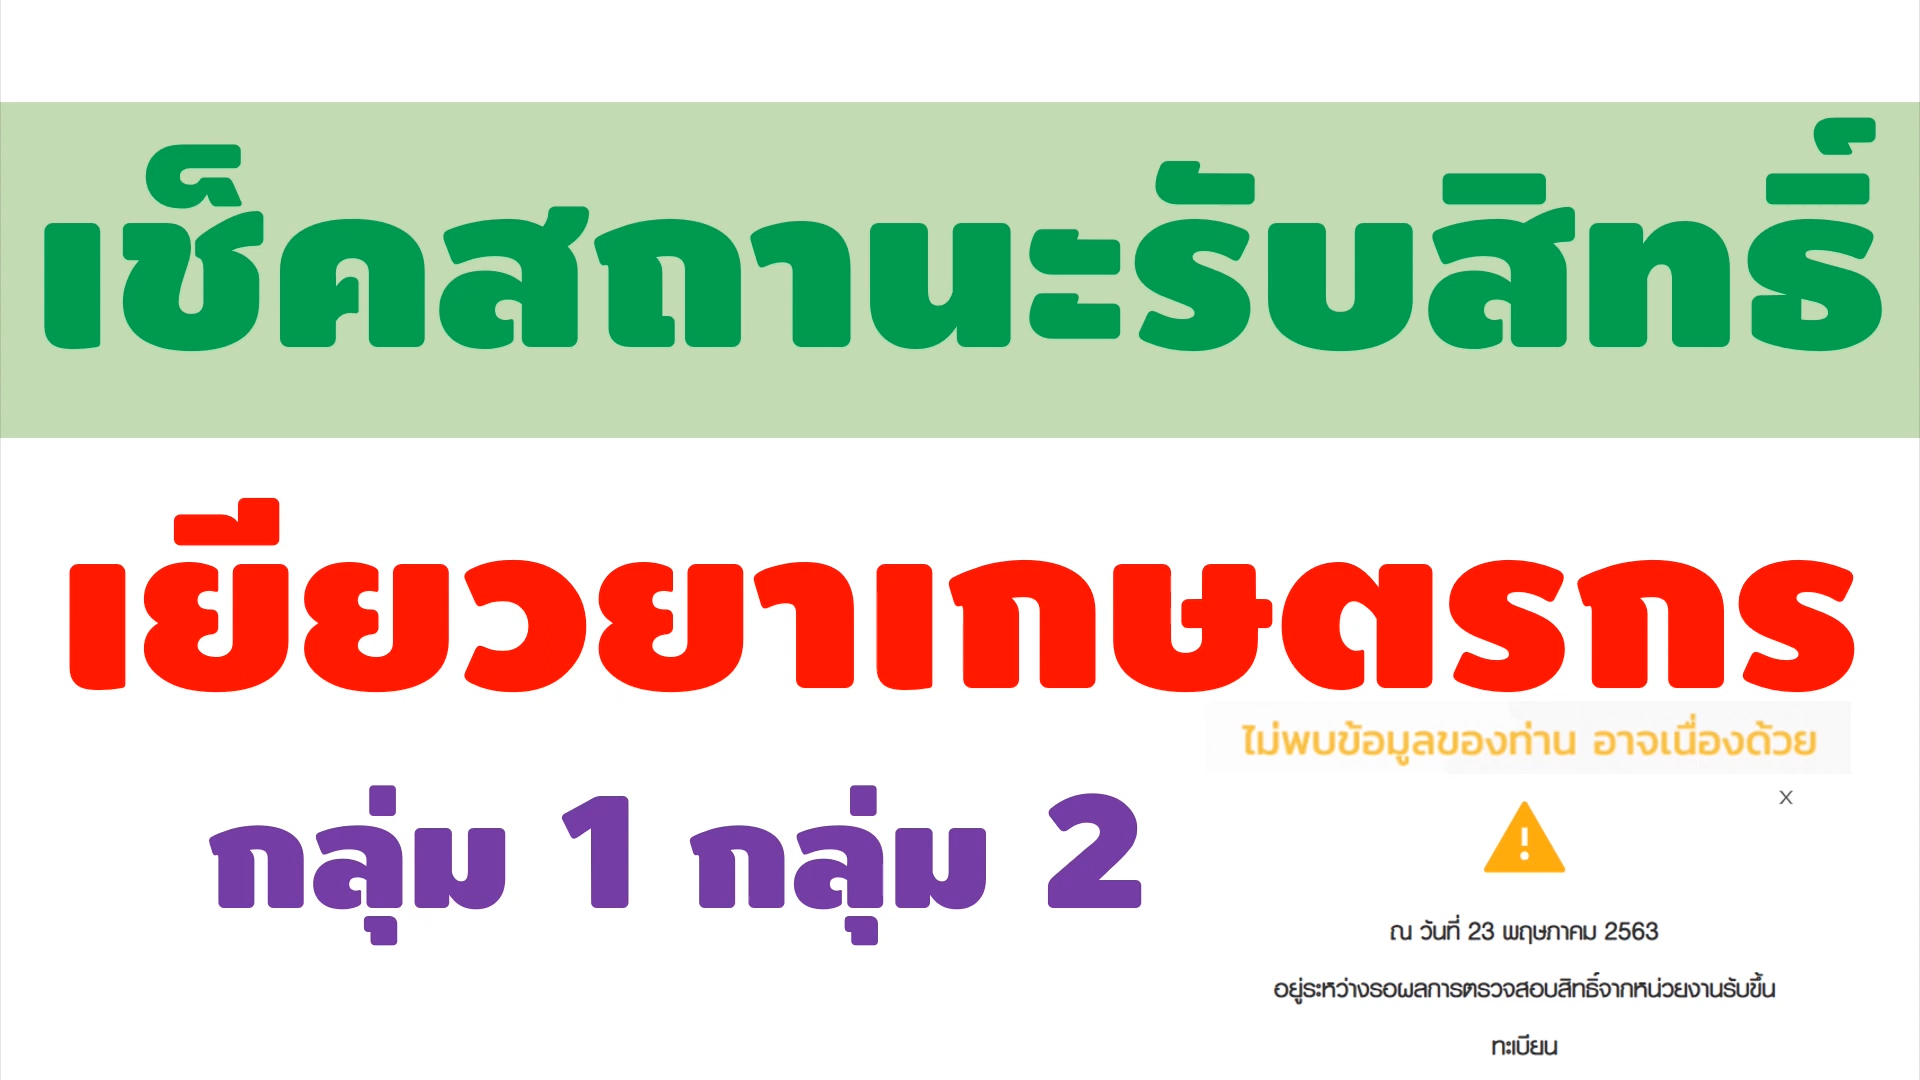 เช็คสถานะรับสิทธิ์
เยียวยาเกษตรกร
ไม่พบข้อมูลของท่าน อาจเนื่องด้วย
X
กลุ่ม 1 กลุ่ม 2
ณ วันที่ 23 พฤษภาคม 2563
อยู่ระหว่างรอผลการตรวจสอบสิทธิ์จากหน่วยงานรับขึ้น
ทะเบียน